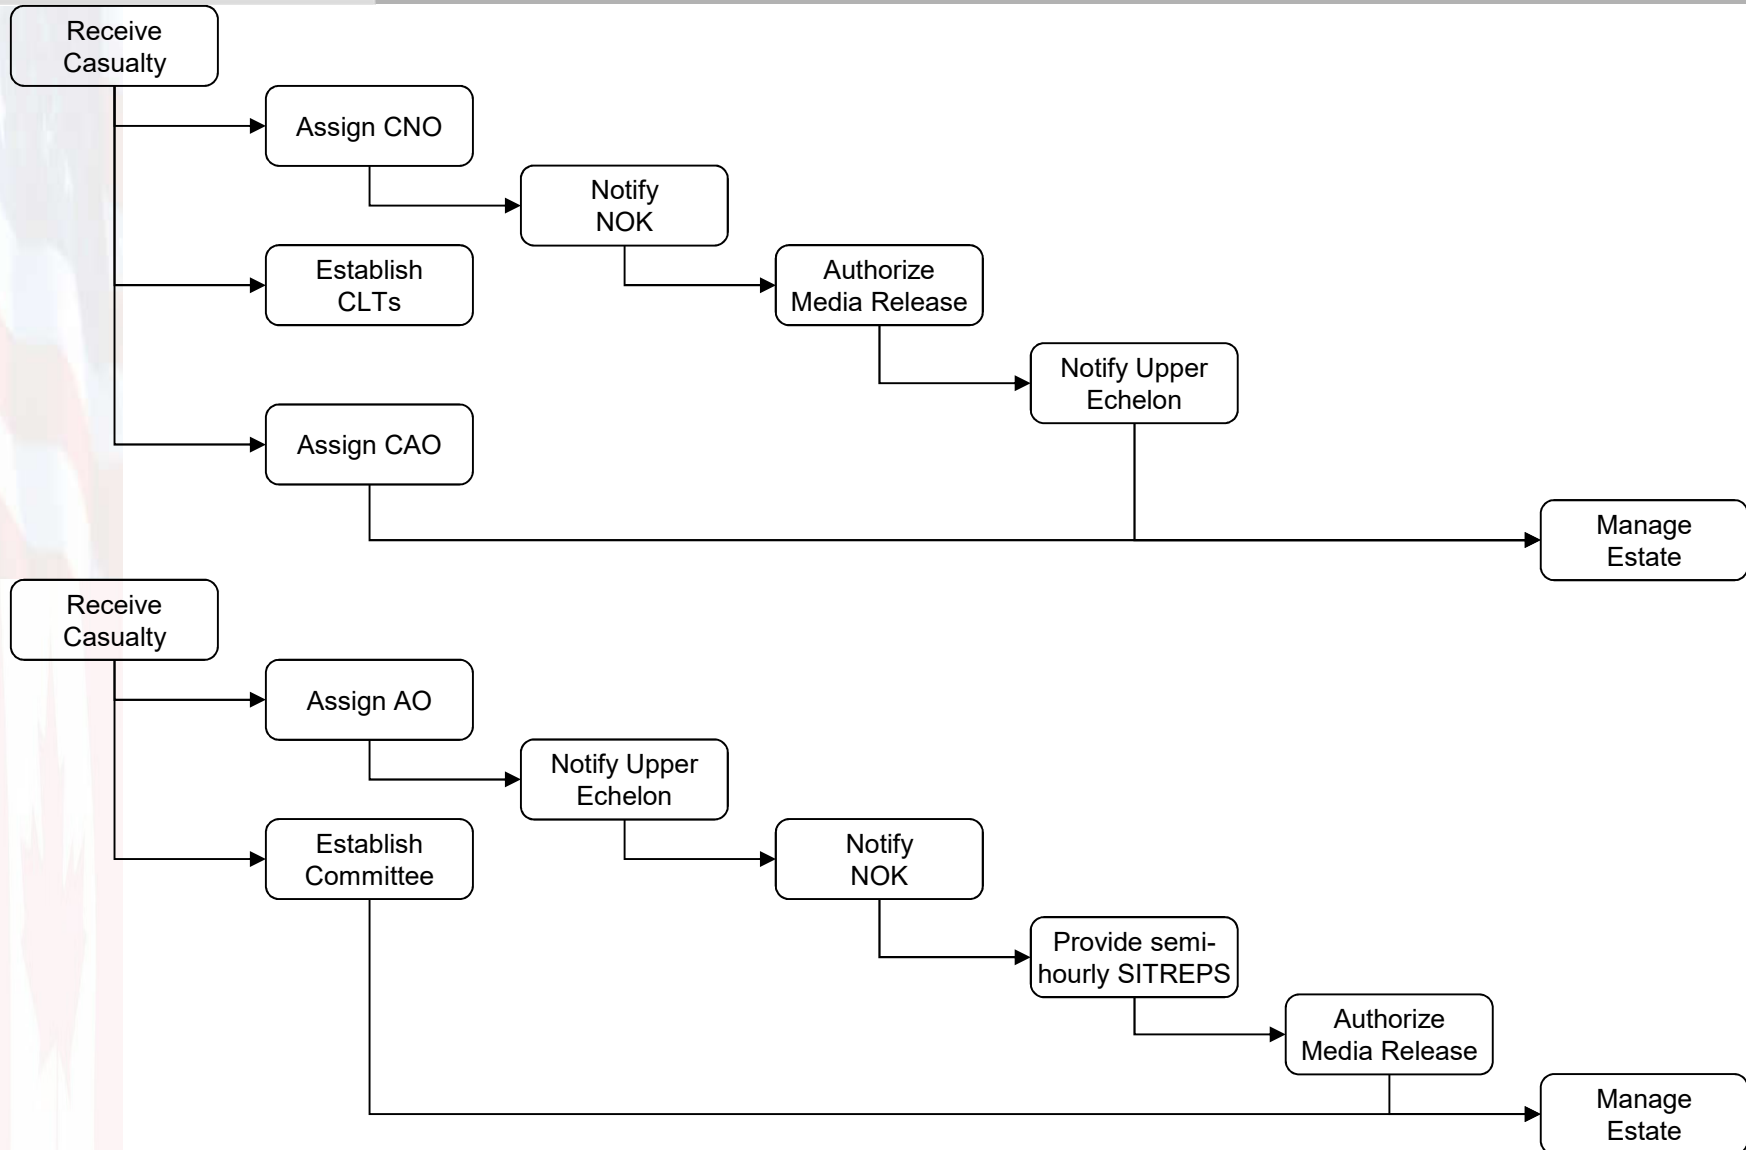 Receive
Casualty
Assign CNO
Notify
NOK
Establish
CLTs
Authorize
Media Release
Notify Upper
Echelon
Assign CAO
Manage
Estate
Receive
Casualty
Assign AO
Notify Upper
Echelon
Establish
Committee
Notify
NOK
Provide semi-
hourly SITREPS
Authorize
Media Release
Manage
Estate